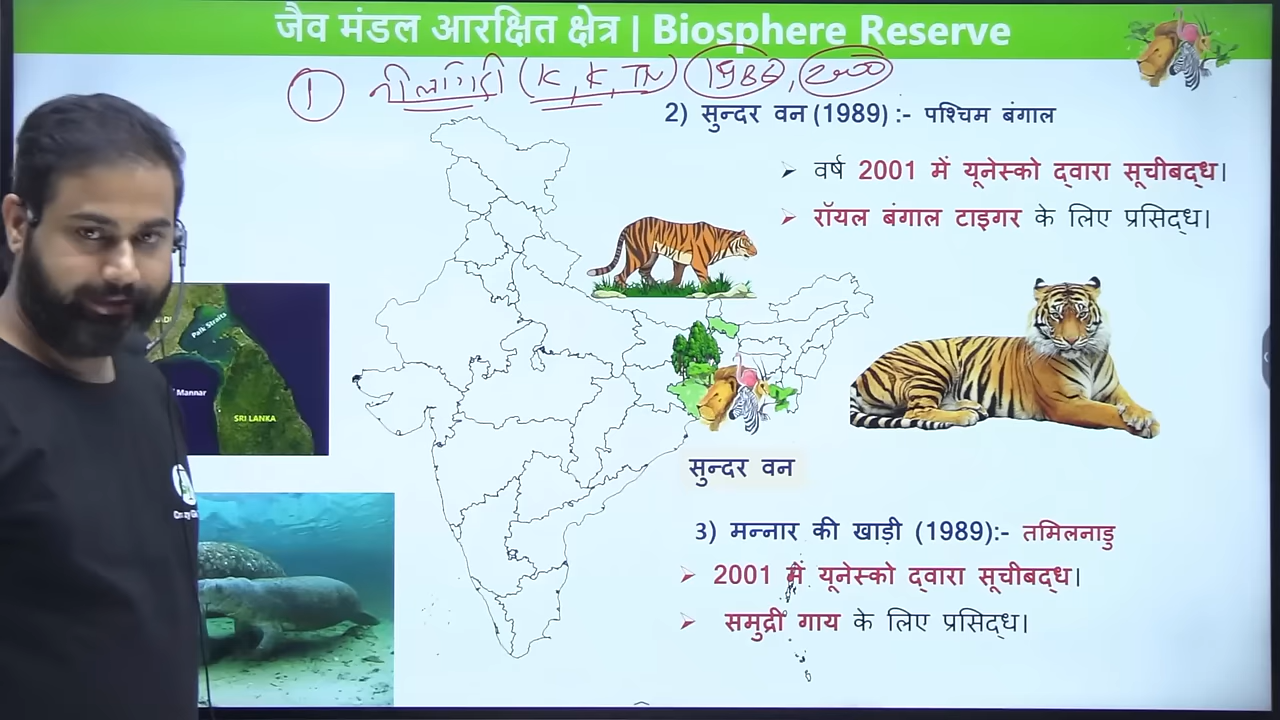 जैव मंडल आरक्षित क्षेत्र | Biosphere Reserve
1 नीलगिरी (K, K, TN) 1986, 2000
2) सुन्दर वन (1989) :- पश्चिम बंगाल
➢ वर्ष 2001 में यूनेस्को द्वारा सूचीबद्ध।
➢ रॉयल बंगाल टाइगर के लिए प्रसिद्ध।
Palk Straits
Mannar
SRI LANKA
सुन्दर वन
3) मन्नार की खाड़ी (1989):- तमिलनाडु
➢ 2001 में यूनेस्को द्वारा सूचीबद्ध।
➢ समुद्री गाय के लिए प्रसिद्ध।